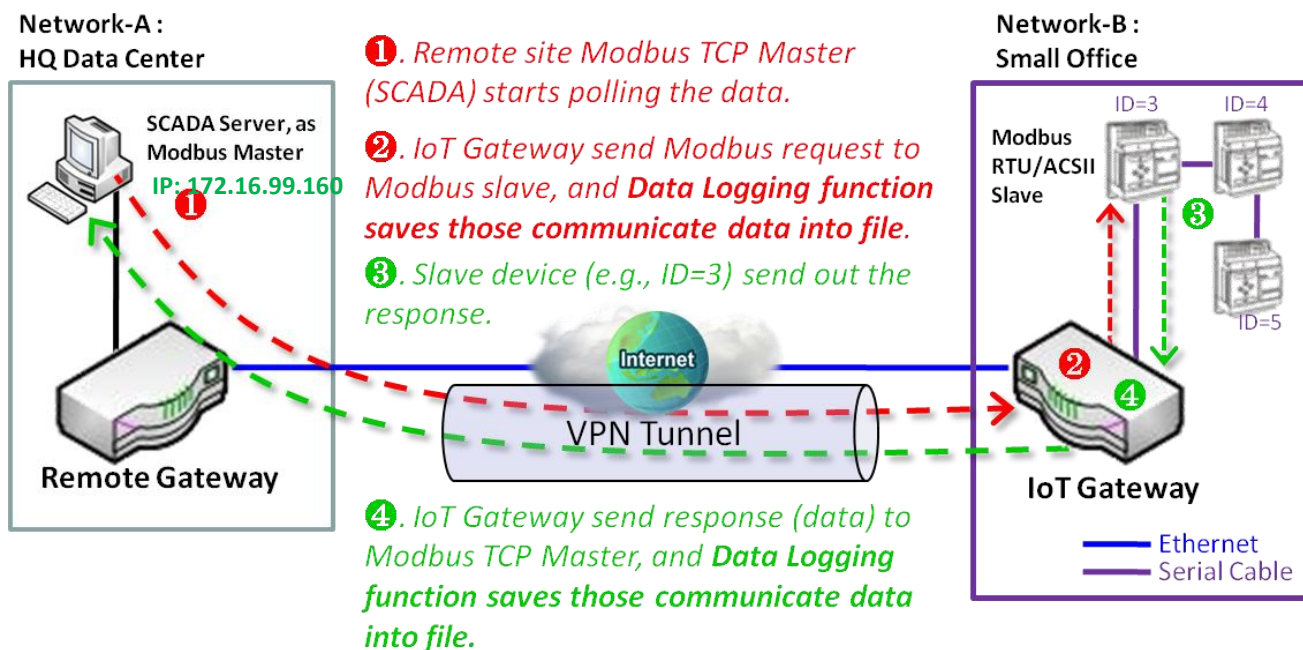 Network-A :
HQ Data Center
SCADA Server, as
Modbus Master
IP: 172.16.99.160
❶
Remote Gateway
❶. Remote site Modbus TCP Master
(SCADA) starts polling the data.
❷. IoT Gateway send Modbus request to
Modbus slave, and Data Logging function
saves those communicate data into file.
❸. Slave device (e.g., ID=3) send out the
response.
Internet
VPN Tunnel
❹. IoT Gateway send response (data) to
Modbus TCP Master, and Data Logging
function saves those communicate data
into file.
Network-B :
Small Office
ID=3
ID=4
Modbus
RTU/ACSII
Slave
❸
ID=5
❷
❹
IoT Gateway
Ethernet
Serial Cable